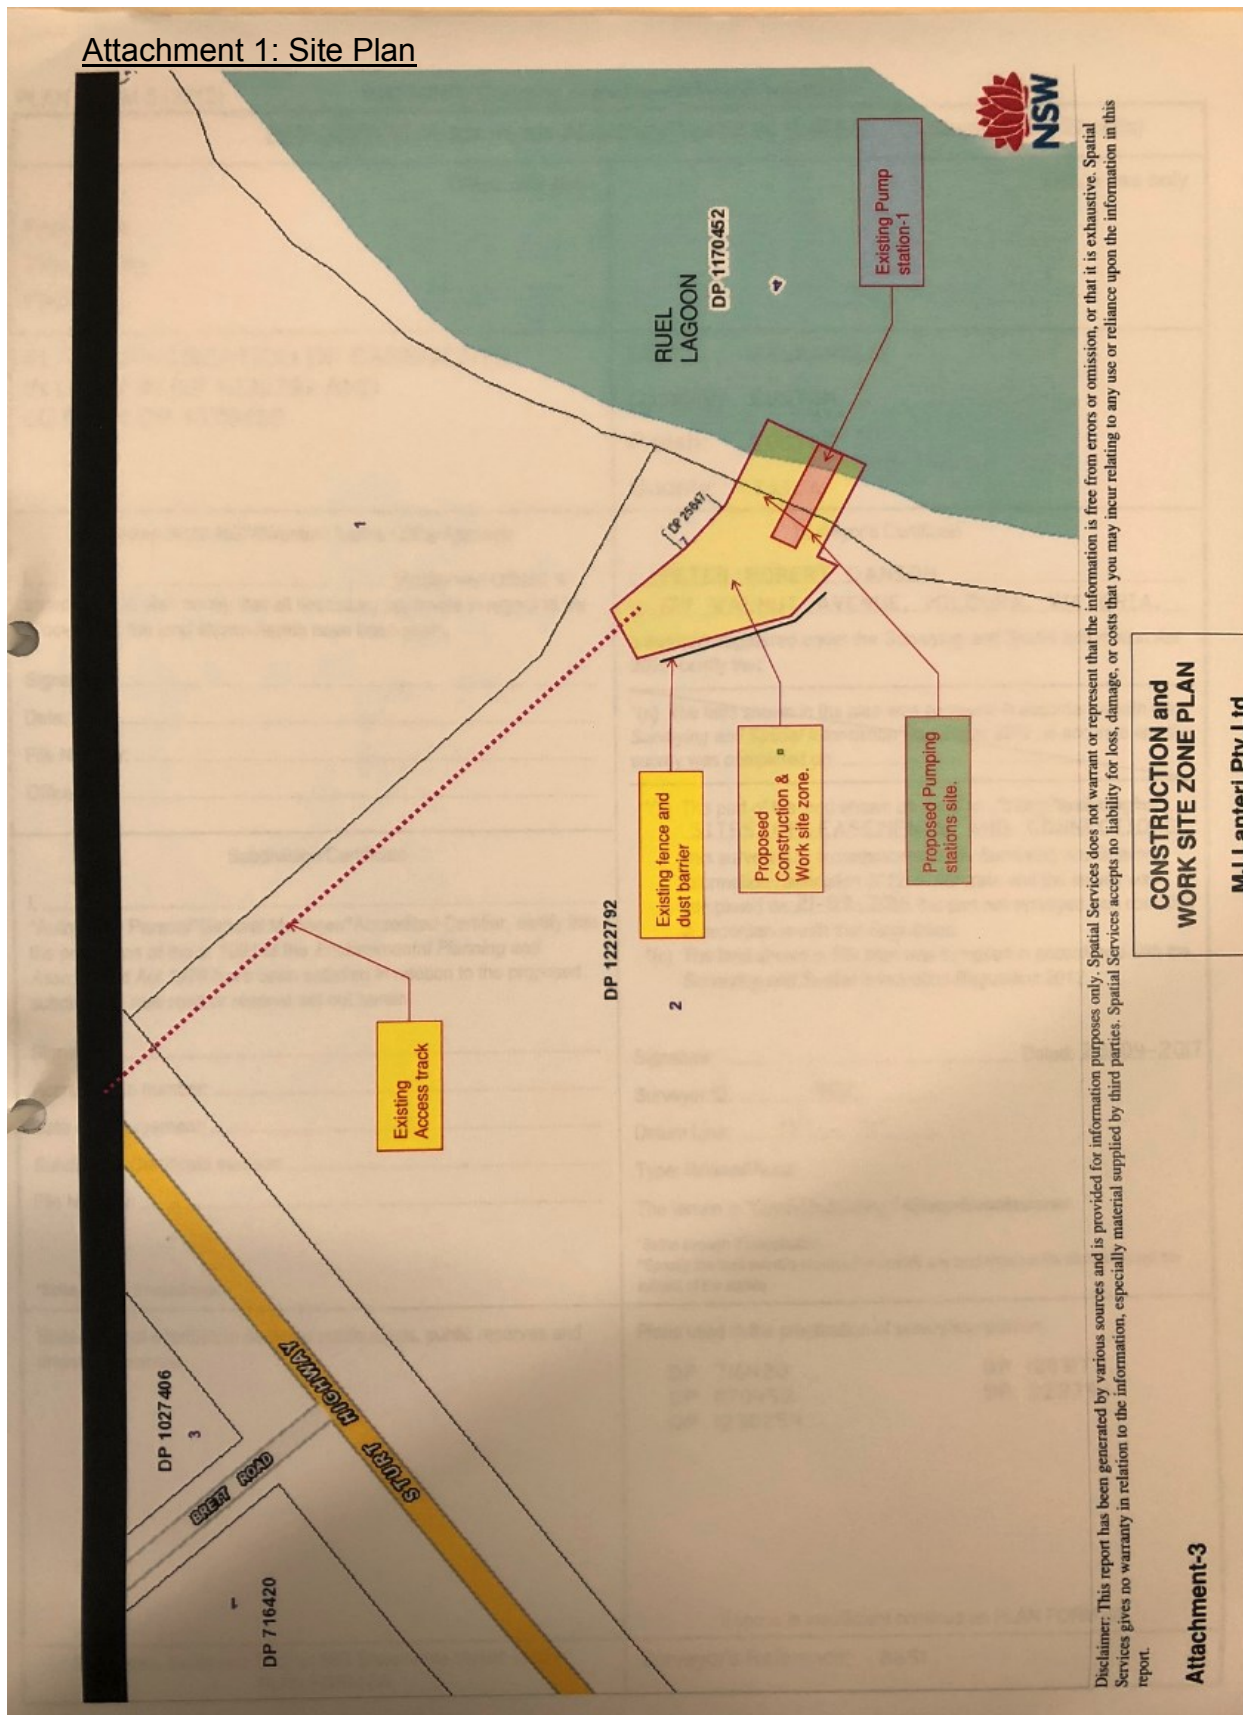 Attachment 1: Site Plan
NSW
RUEL
LAGOON
DP 1170452
4
Existing Pump
station-1
1
DP 25847
7
Existing fence and
dust barrier
Proposed
Construction &
Work site zone.
Proposed Pumping
stations site.
DP 1222792
2
Existing
Access track
DP 1027406
3
BRETT ROAD
STURT HIGHWAY
1
DP 716420
Disclaimer: This report has been generated by various sources and is provided for information purposes only. Spatial Services does not warrant or represent that the information is free from errors or omission, or that it is exhaustive. Spatial
Services gives no warranty in relation to the information, especially material supplied by third parties. Spatial Services accepts no liability for loss, damage, or costs that you may incur relating to any use or reliance upon the information in this
report.
CONSTRUCTION and
WORK SITE ZONE PLAN
Attachment-3